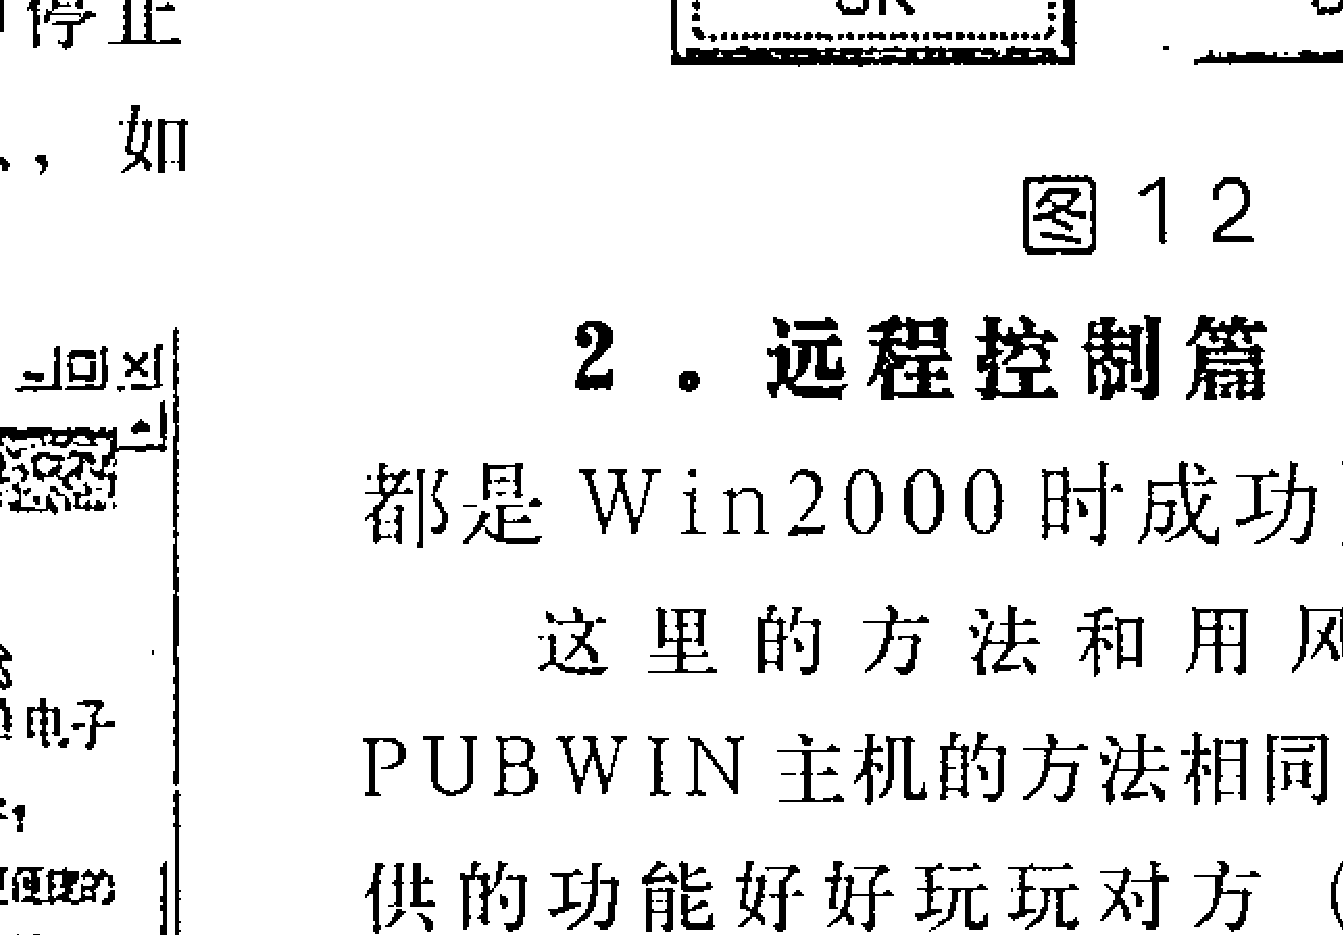 停止
，如
电子
图12
2。远程控制篇
都是Win2000时成功
这里的方法和用
PUBWIN主机的方法相同
供的功能好好玩玩对方（